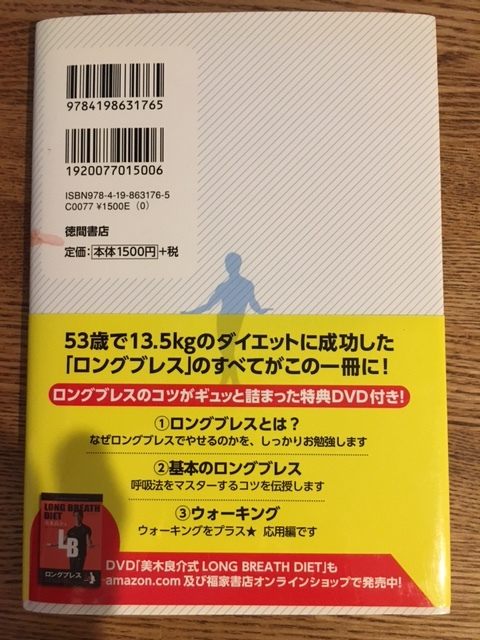 9784198631765
1920077015006
ISBN978-4-19-863176-5
C0077 ¥1500E (0)
徳間書店
定価：本体1500円+税
53歳で13.5kgのダイエットに成功した
「ロングブレス」のすべてがこの一冊に！
ロングブレスのコツがギュッと詰まった特典DVD付き！
①ロングブレスとは？
なぜロングブレスでやせるのかを、しっかりお勉強します
②基本のロングブレス
呼吸法をマスターするコツを伝授します
③ウォーキング
ウォーキングをプラス★ 応用編です
LONG BREATH
DIET
LB
ロングブレス
DVD「美木良介式 LONG BREATH DIET」も
amazon.com 及び福家書店オンラインショップで発売中！